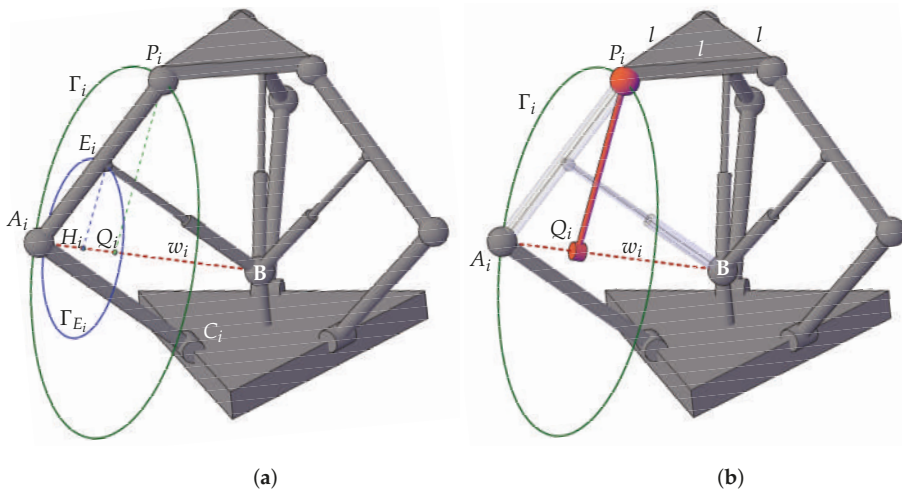 P_i
Γ_i
E_i
A_i
H_i
Q_i
w_i
B
Γ_{E_i}
C_i
(a)
l
l
l
P_i
Γ_i
Q_i
w_i
A_i
B
(b)